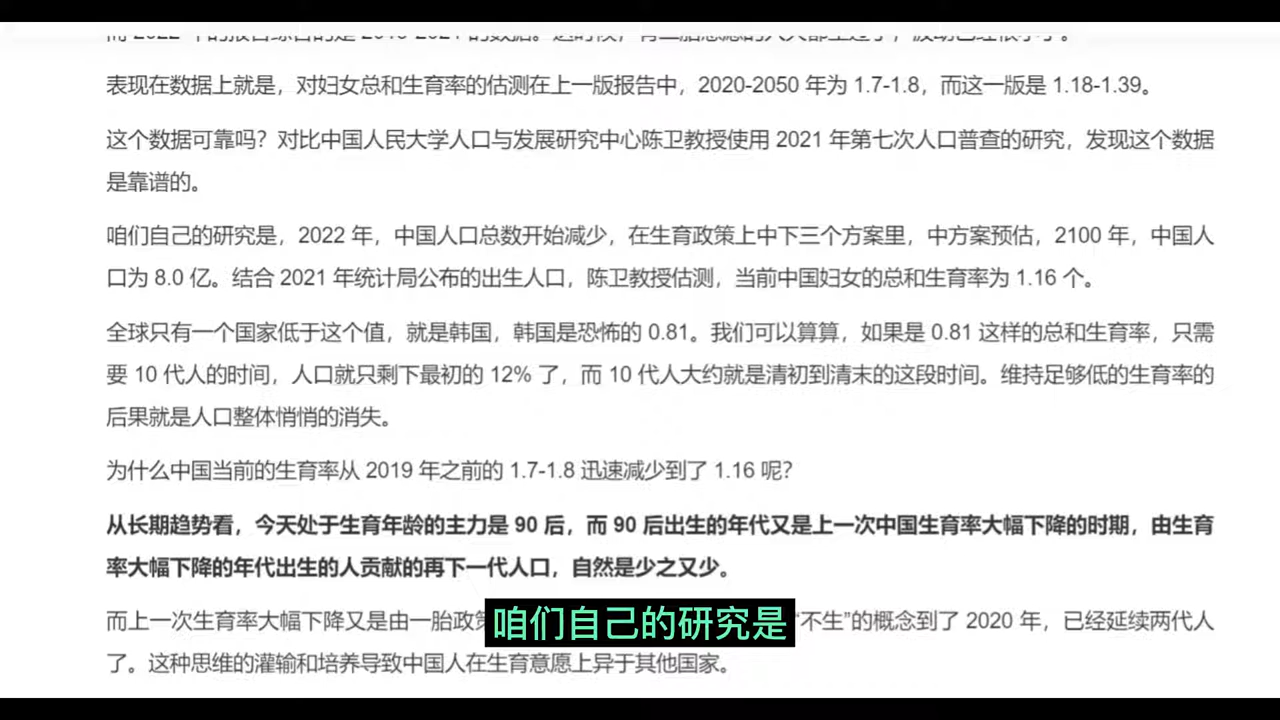 表现在数据上就是，对妇女总和生育率的估测在上一版报告中，2020-2050 年为 1.7-1.8，而这一版是 1.18-1.39。
这个数据可靠吗？对比中国人民大学人口与发展研究中心陈卫教授使用 2021 年第七次人口普查的研究，发现这个数据
是靠谱的。
咱们自己的研究是，2022 年，中国人口总数开始减少，在生育政策上中下三个方案里，中方案预估，2100 年，中国人
口为 8.0 亿。结合 2021 年统计局公布的出生人口，陈卫教授估测，当前中国妇女的总和生育率为 1.16 个。
全球只有一个国家低于这个值，就是韩国，韩国是恐怖的 0.81。我们可以算算，如果是 0.81 这样的总和生育率，只需
要 10 代人的时间，人口就只剩下最初的 12% 了，而 10 代人大约就是清初到清末的这段时间。维持足够低的生育率的
后果就是人口整体悄悄的消失。
为什么中国当前的生育率从 2019 年之前的 1.7-1.8 迅速减少到了 1.16 呢？
从长期趋势看，今天处于生育年龄的主力是 90 后，而 90 后出生的年代又是上一次中国生育率大幅下降的时期，由生育
率大幅下降的年代出生的人贡献的再下一代人口，自然是少之又少。
而上一次生育率大幅下降又是由一胎政策 “不生”的概念到了 2020 年，已经延续两代人
咱们自己的研究是
了。这种思维的灌输和培养导致中国人在生育意愿上异于其他国家。